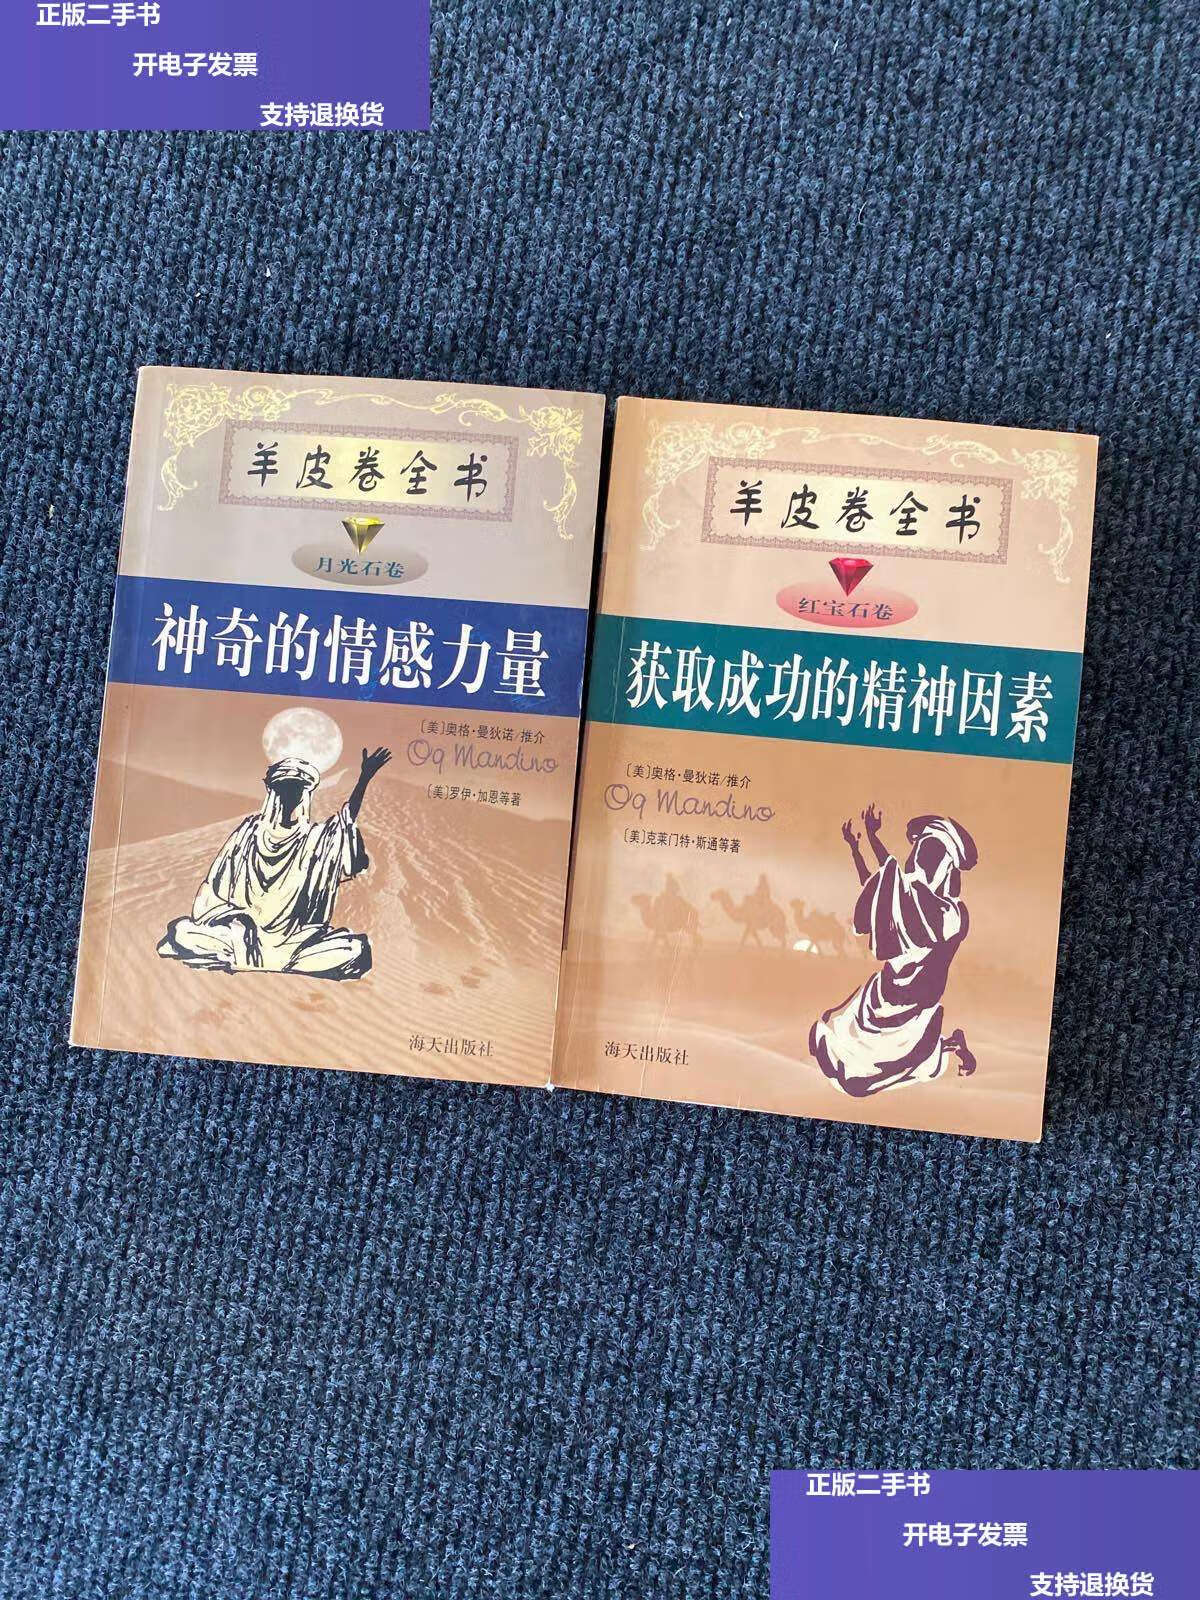 正版二手书
开电子发票
支持退换货
羊皮卷全书
月光石卷
神奇的情感力量
〔美〕奥格·曼狄诺/推介
Og Mandino
〔美〕罗伊·加恩等著
海天出版社
羊皮卷全书
红宝石卷
获取成功的精神因素
〔美〕奥格·曼狄诺/推介
Og Mandino
〔美〕克莱门特·斯通等著
海天出版社
正版二手书
开电子发票
支持退换货